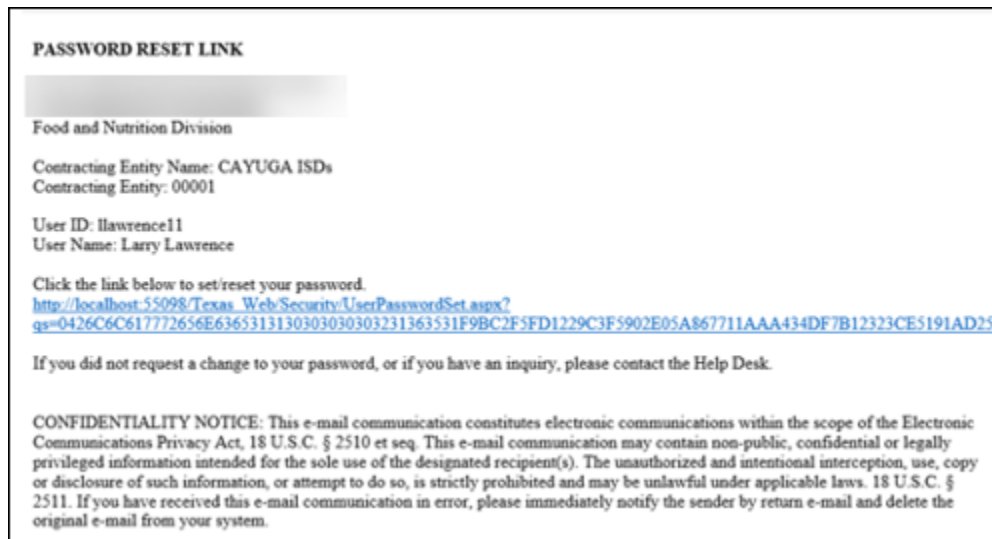 PASSWORD RESET LINK
Food and Nutrition Division
Contracting Entity Name: CAYUGA ISDs
Contracting Entity: 00001
User ID: llawrence11
User Name: Larry Lawrence
Click the link below to set/reset your password.
http://localhost:55098/Texas_Web/Security/UserPasswordSet.aspx?
qs=0426C6C617772656E63653131303030303031363531F9BC2F5FD1229C3F5902E05A867711AAA434DF7B12323CE5191AD25
If you did not request a change to your password, or if you have an inquiry, please contact the Help Desk.
CONFIDENTIALITY NOTICE: This e-mail communication constitutes electronic communications within the scope of the Electronic
Communications Privacy Act, 18 U.S.C. § 2510 et seq. This e-mail communication may contain non-public, confidential or legally
privileged information intended for the sole use of the designated recipient(s). The unauthorized and intentional interception, use, copy
or disclosure of such information, or attempt to do so, is strictly prohibited and may be unlawful under applicable laws. 18 U.S.C. §
2511. If you have received this e-mail communication in error, please immediately notify the sender by return e-mail and delete the
original e-mail from your system.